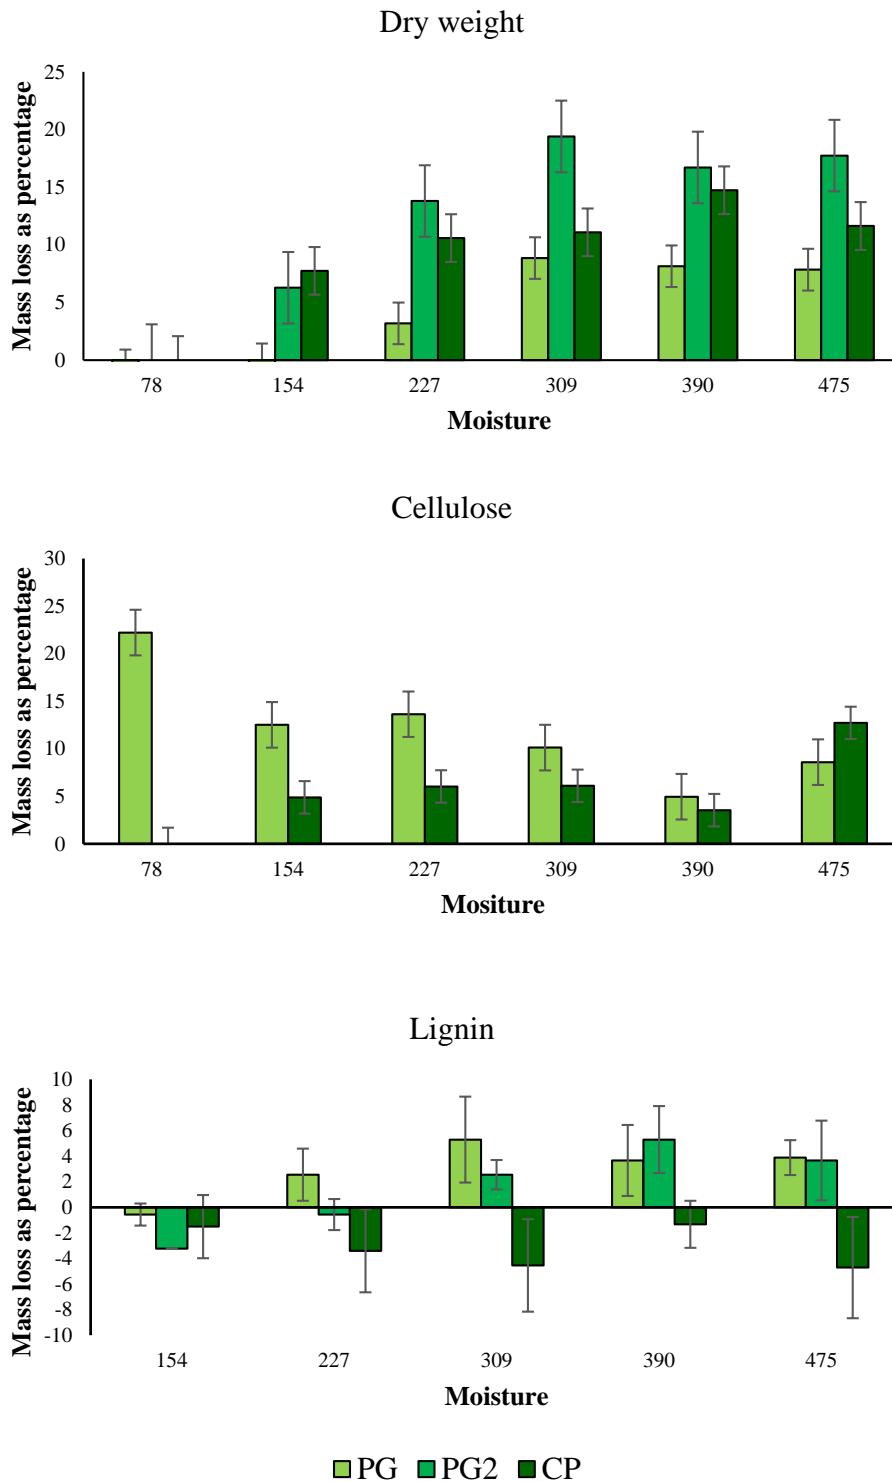 Dry weight
Mass loss as percentage
25
20
15
10
5
0
78 154 227 309 390 475
Moisture
Cellulose
Mass loss as percentage
30
25
20
15
10
5
0
78 154 227 309 390 475
Mositure
Lignin
Mass loss as percentage
10
8
6
4
2
0
-2
-4
-6
-8
-10
154 227 309 390 475
Moisture
PG PG2 CP